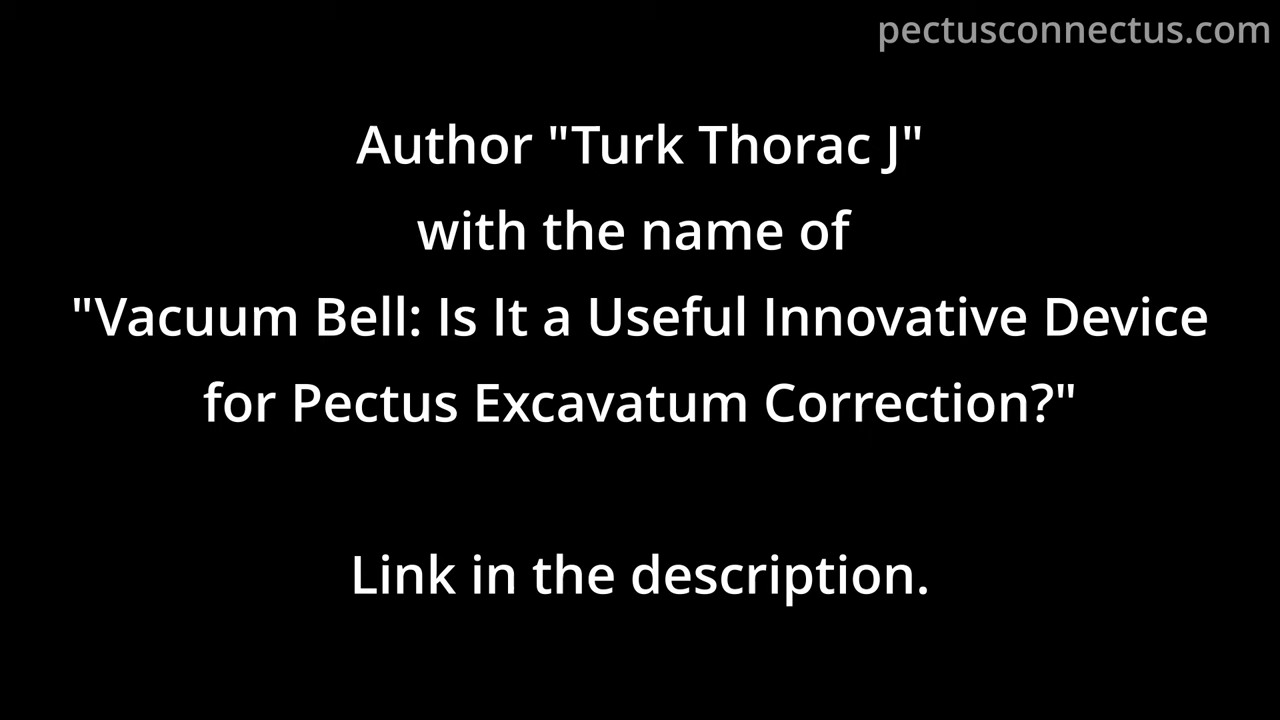 pectusconnectus.com
Author "Turk Thorac J"
with the name of
"Vacuum Bell: Is It a Useful Innovative Device
for Pectus Excavatum Correction?"
Link in the description.